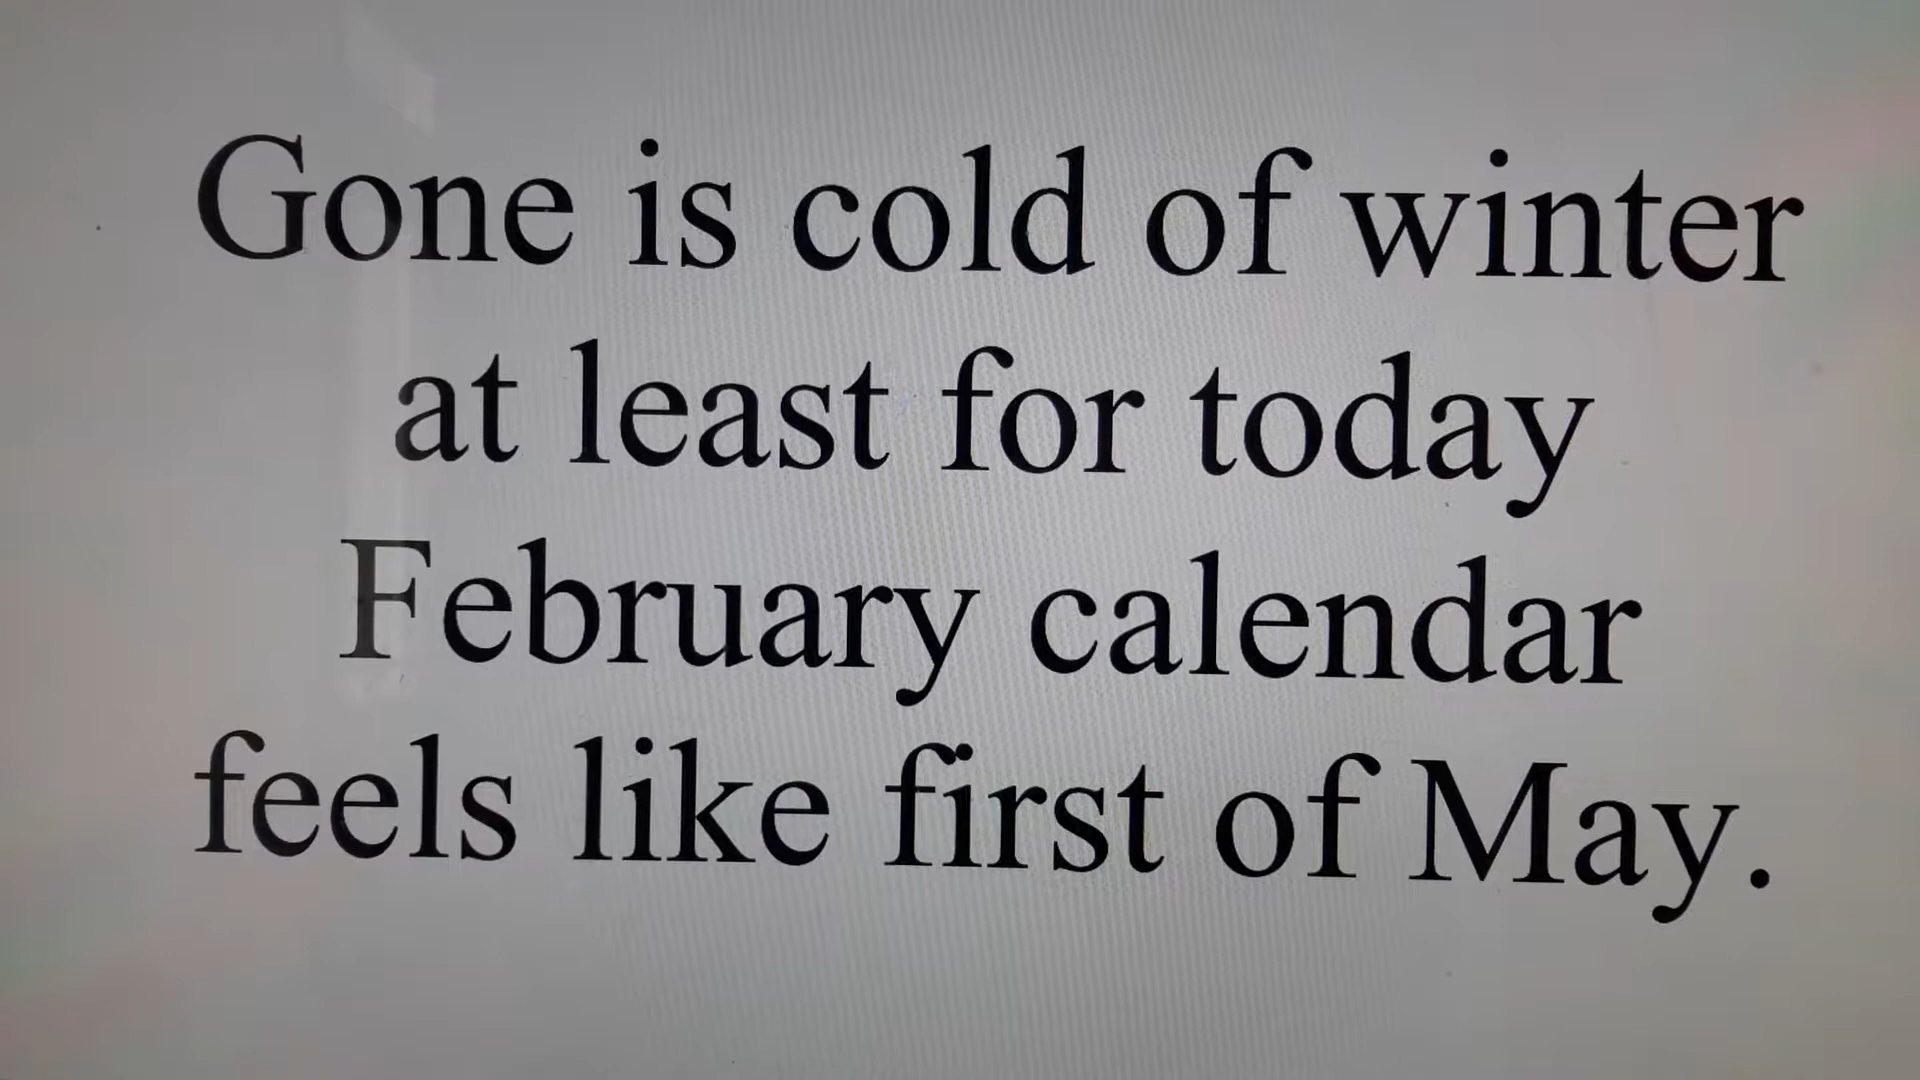 Gone is cold of winter
at least for today
February calendar
feels like first of May.